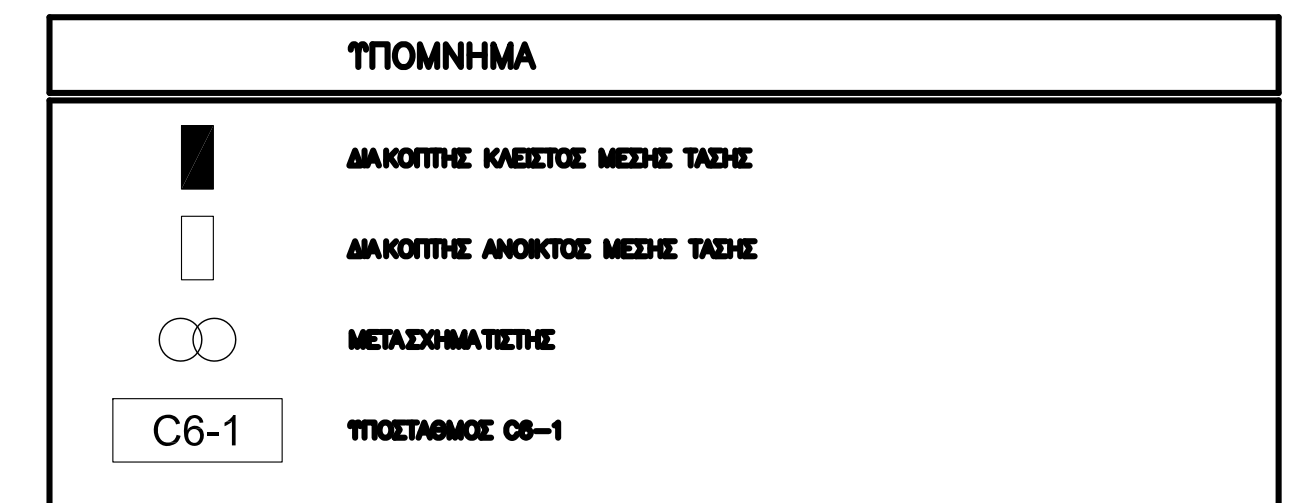 ΥΠΟΜΝΗΜΑ
ΔΙΑΚΟΠΤΗΣ ΚΛΕΙΣΤΟΣ ΜΕΣΗΣ ΤΑΣΗΣ
ΔΙΑΚΟΠΤΗΣ ΑΝΟΙΚΤΟΣ ΜΕΣΗΣ ΤΑΣΗΣ
ΜΕΤΑΣΧΗΜΑΤΙΣΤΗΣ
C6-1 ΥΠΟΣΤΑΘΜΟΣ C6-1